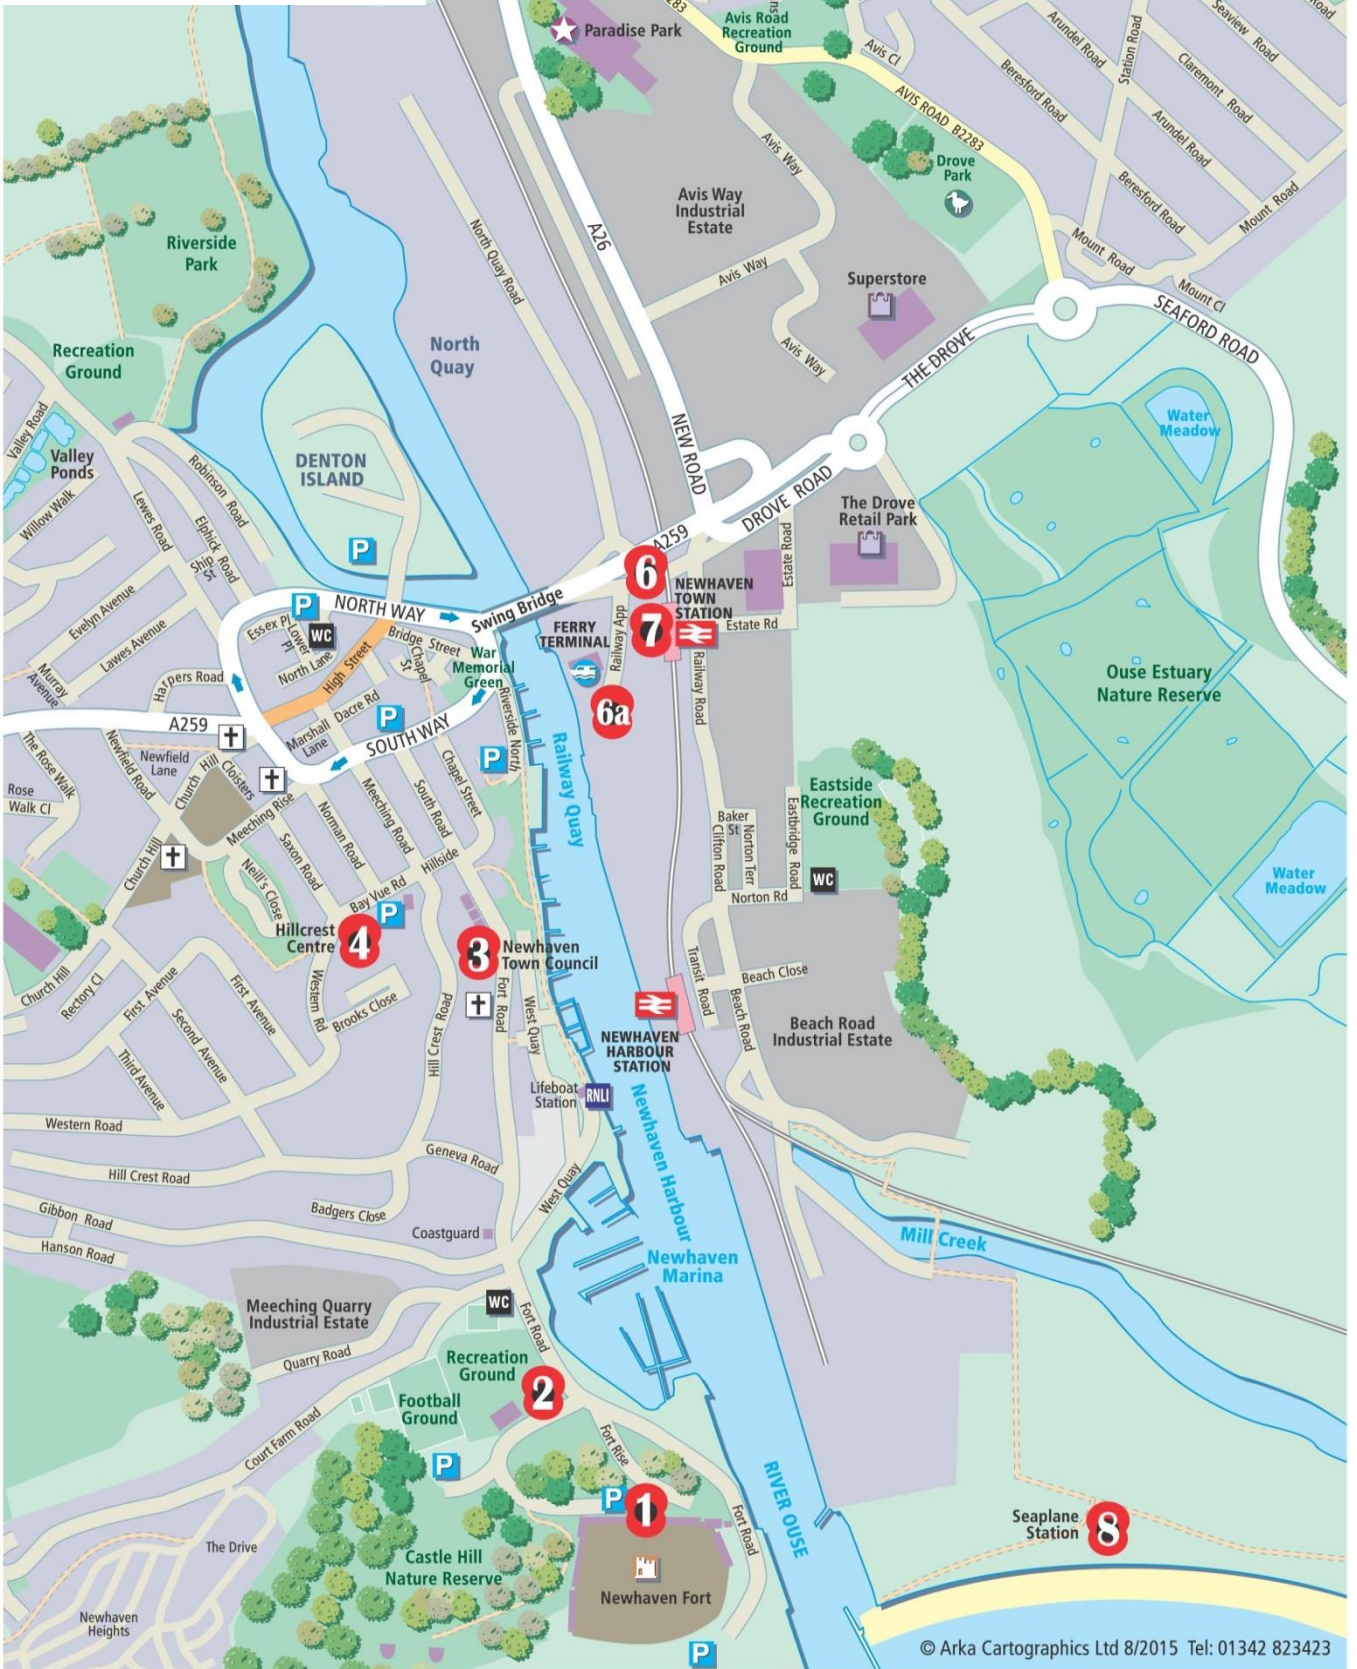 283
Paradise Park
Avis Road
Recreation
Ground
Avis Cl
AVIS ROAD B2283
Arundel Road
Station Road
Seaview Road
Beresford Road
Claremont Road
Arundel Road
Beresford Road
Mount Road
Drove
Park
Avis Way
Avis Way
Industrial
Estate
A26
North Quay Road
Riverside
Park
Avis Way
Superstore
Mount Road
Mount Cl
SEAFORD ROAD
THE DROVE
Avis Way
North
Quay
Recreation
Ground
Valley Road
Valley
Ponds
Willow Walk
Robinson Road
Lewes Road
Elphick Road
Ship St
DENTON
ISLAND
P
NEW ROAD
DROVE ROAD
Water
Meadow
The Drove
Retail Park
A259
Estate Road
6
NEWHAVEN
TOWN
STATION
7
Estate Rd
Swing Bridge
FERRY
TERMINAL
Railway App
6a
Railway Road
P
NORTH WAY
Essex Pl
Lower Pl
WC
North Lane
High Street
Bridge Street
Chapel St
War
Memorial
Green
Evelyn Avenue
Lawes Avenue
Murray
Avenue
Harpers Road
A259
Marshall
Lane
Dacre Rd
P
SOUTH WAY
Riverside North
P
Railway Quay
Ouse Estuary
Nature Reserve
The Rose Walk
Rose
Walk Cl
Newfield Road
Newfield
Lane
Church Hill
Cloisters
Meeching Rise
Church Hill
Neill's Close
Saxon Road
Norman Road
Meeching Road
South Road
Chapel Street
Hillside
Bay Vue Rd
P
Hillcrest
Centre
4
3
Newhaven
Town Council
Eastside
Recreation
Ground
Baker
St
Clifton Road
Norton Terr
Eastbridge Road
WC
Norton Rd
Water
Meadow
Church Hill
Rectory Cl
First Avenue
First Avenue
Second Avenue
Third Avenue
Western Rd
Brooks Close
Hill Crest Road
Fort Road
West Quay
Transit Road
Beach Close
Beach Road
Beach Road
Industrial Estate
NEWHAVEN
HARBOUR
STATION
Lifeboat
Station
RNLI
Newhaven Harbour
Western Road
Hill Crest Road
Geneva Road
Badgers Close
Gibbon Road
Hanson Road
Coastguard
West Quay
Newhaven
Marina
Mill Creek
Meeching Quarry
Industrial Estate
WC
Quarry Road
Fort Road
Recreation
Ground
2
Football
Ground
Court Farm Road
P
Fort Rise
P
1
Fort Road
RIVER OUSE
Seaplane
Station
8
The Drive
Castle Hill
Nature Reserve
Newhaven Fort
Newhaven
Heights
P
© Arka Cartographics Ltd 8/2015 Tel: 01342 823423